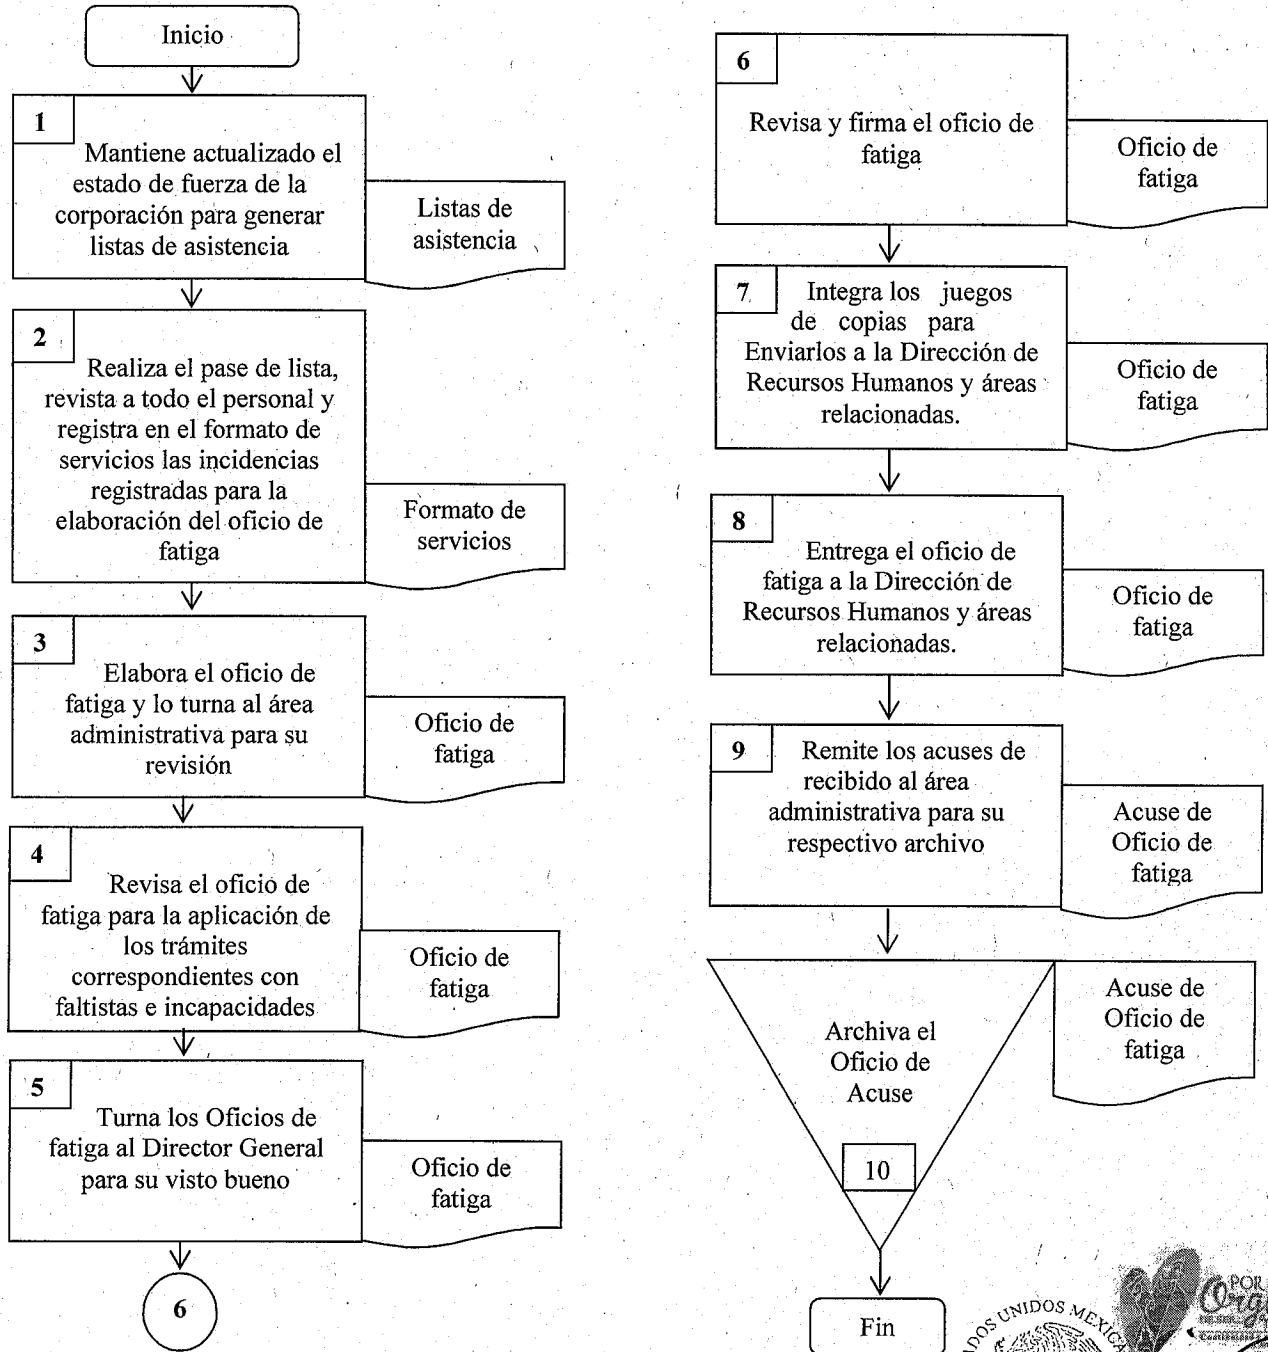 Inicio
1
Mantiene actualizado el
estado de fuerza de la
corporación para generar
listas de asistencia
Listas de
asistencia
2
Realiza el pase de lista,
revista a todo el personal y
registra en el formato de
servicios las incidencias
registradas para la
elaboración del oficio de
fatiga
Formato de
servicios
3
Elabora el oficio de
fatiga y lo turna al área
administrativa para su
revisión
Oficio de
fatiga
4
Revisa el oficio de
fatiga para la aplicación de
los trámites
correspondientes con
faltistas e incapacidades
Oficio de
fatiga
5
Turna los Oficios de
fatiga al Director General
para su visto bueno
Oficio de
fatiga
6
6
Revisa y firma el oficio de
fatiga
Oficio de
fatiga
7
Integra los juegos
de copias para
Enviarlos a la Dirección de
Recursos Humanos y áreas
relacionadas.
Oficio de
fatiga
8
Entrega el oficio de
fatiga a la Dirección de
Recursos Humanos y áreas
relacionadas.
Oficio de
fatiga
9
Remite los acuses de
recibido al área
administrativa para su
respectivo archivo
Acuse de
Oficio de
fatiga
Archiva el
Oficio de
Acuse
10
Acuse de
Oficio de
fatiga
Fin
UNIDOS
POR